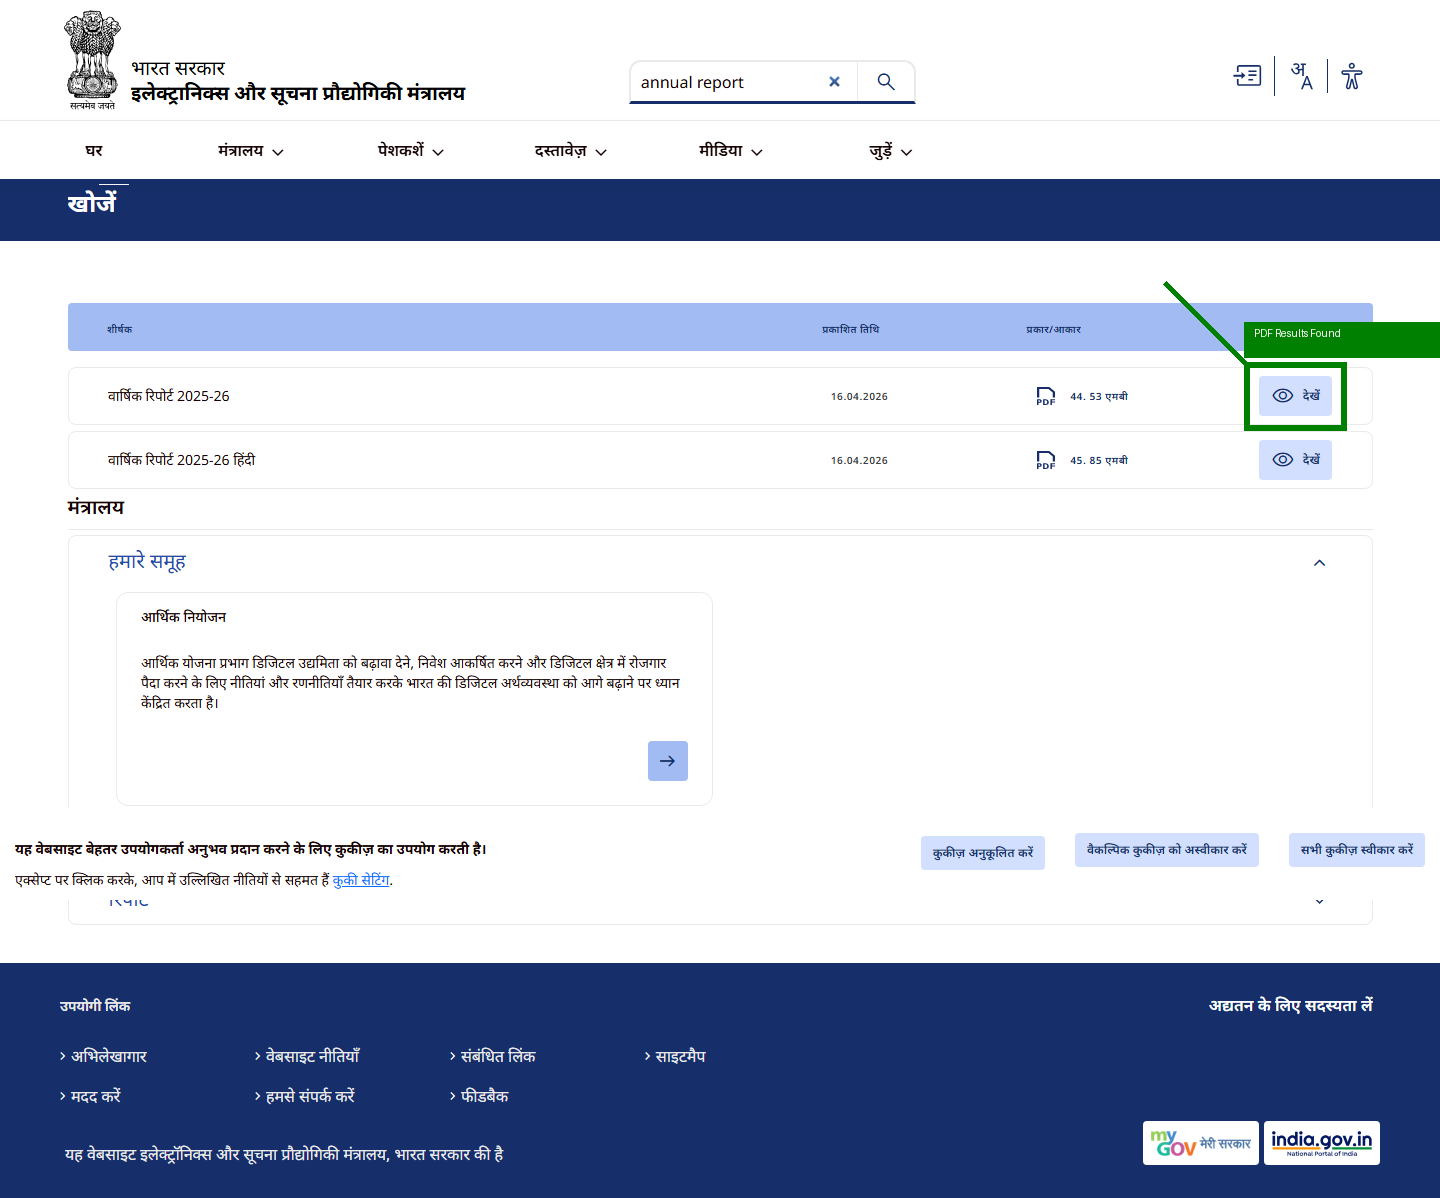 सत्यमेव जयते
भारत सरकार
इलेक्ट्रानिक्स और सूचना प्रौद्योगिकी मंत्रालय
annual report
अ
A
घर
मंत्रालय
पेशकशें
दस्तावेज़
मीडिया
जुड़ें
खोजें
शीर्षक
प्रकाशित तिथि
प्रकार/आकार
PDF Results Found
वार्षिक रिपोर्ट 2025-26
16.04.2026
PDF
44. 53 एमबी
देखें
वार्षिक रिपोर्ट 2025-26 हिंदी
16.04.2026
PDF
45. 85 एमबी
देखें
मंत्रालय
हमारे समूह
आर्थिक नियोजन
आर्थिक योजना प्रभाग डिजिटल उद्यमिता को बढ़ावा देने, निवेश आकर्षित करने और डिजिटल क्षेत्र में रोजगार
पैदा करने के लिए नीतियां और रणनीतियाँ तैयार करके भारत की डिजिटल अर्थव्यवस्था को आगे बढ़ाने पर ध्यान
केंद्रित करता है।
यह वेबसाइट बेहतर उपयोगकर्ता अनुभव प्रदान करने के लिए कुकीज़ का उपयोग करती है।
एक्सेप्ट पर क्लिक करके, आप में उल्लिखित नीतियों से सहमत हैं कुकी सेटिंग.
कुकीज़ अनुकूलित करें
वैकल्पिक कुकीज़ को अस्वीकार करें
सभी कुकीज़ स्वीकार करें
उपयोगी लिंक
अद्यतन के लिए सदस्यता लें
अभिलेखागार
वेबसाइट नीतियाँ
संबंधित लिंक
साइटमैप
मदद करें
हमसे संपर्क करें
फीडबैक
यह वेबसाइट इलेक्ट्रॉनिक्स और सूचना प्रौद्योगिकी मंत्रालय, भारत सरकार की है
my
GOV मेरी सरकार
india.gov.in
National Portal of India